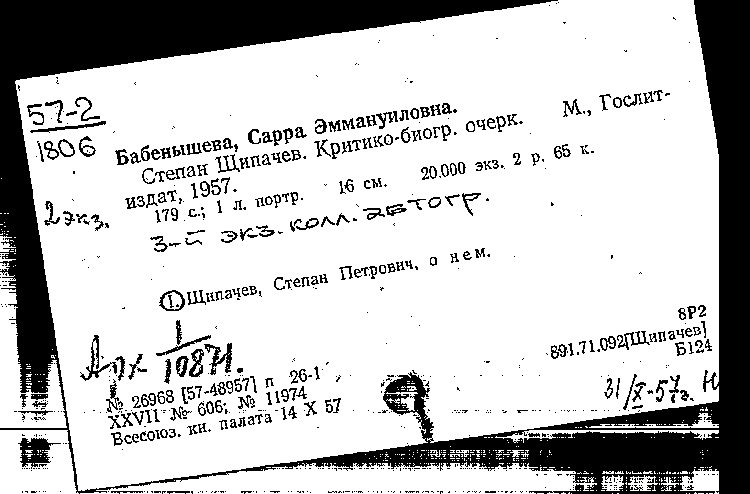 57-2
1806
Бабенышева, Сарра Эммануиловна.
Степан Щипачев. Критико-биогр. очерк. М., Гослит-
издат, 1957.
179 с.; 1 л. портр. 16 см. 20.000 экз. 2 р. 65 к.
2 экз.
3-й экз. колл. автогр.
1. Щипачев, Степан Петрович, о нем.
Арх 1
10871.
8Р2
891.71.092[Щипачев]
Б124
№ 26968 [57-48957] п 26-1
XXVII № 606; № 11974
Всесоюз. кн. палата 14 X 57
31/X-57г.